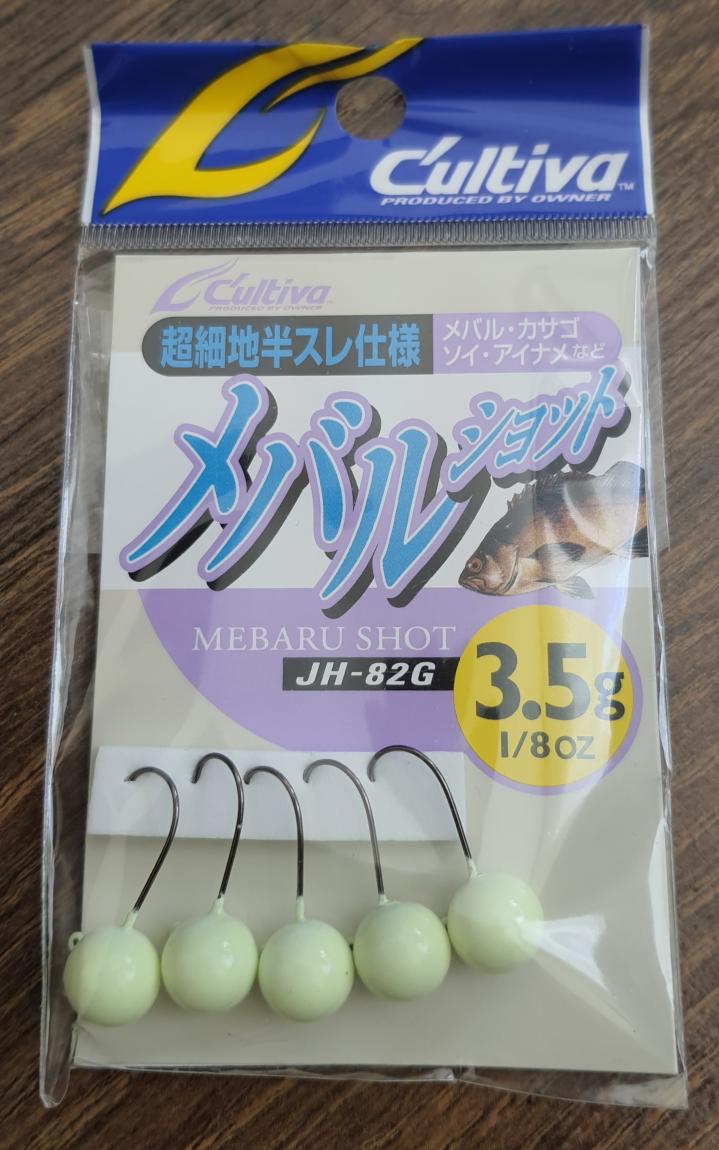 C'ultiva™
PRODUCED BY OWNER
C'ultiva
PRODUCED BY OWNER
超細地半スレ仕様
メバル・カサゴ
ソイ・アイナメなど
メバルショット
MEBARU SHOT
JH-82G
3.5g
1/8oz